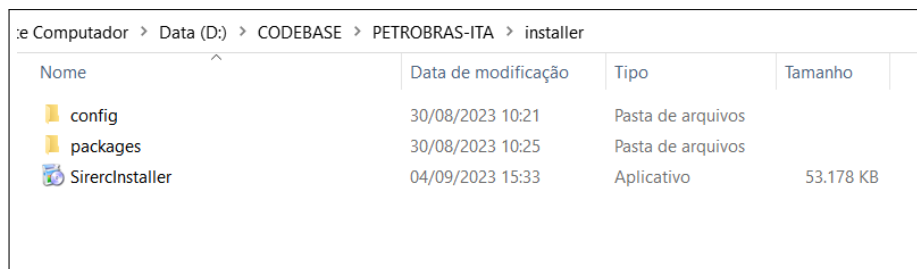 :e Computador > Data (D:) > CODEBASE > PETROBRAS-ITA > installer
Nome Data de modificação Tipo Tamanho
config 30/08/2023 10:21 Pasta de arquivos
packages 30/08/2023 10:25 Pasta de arquivos
SirercInstaller 04/09/2023 15:33 Aplicativo 53.178 KB